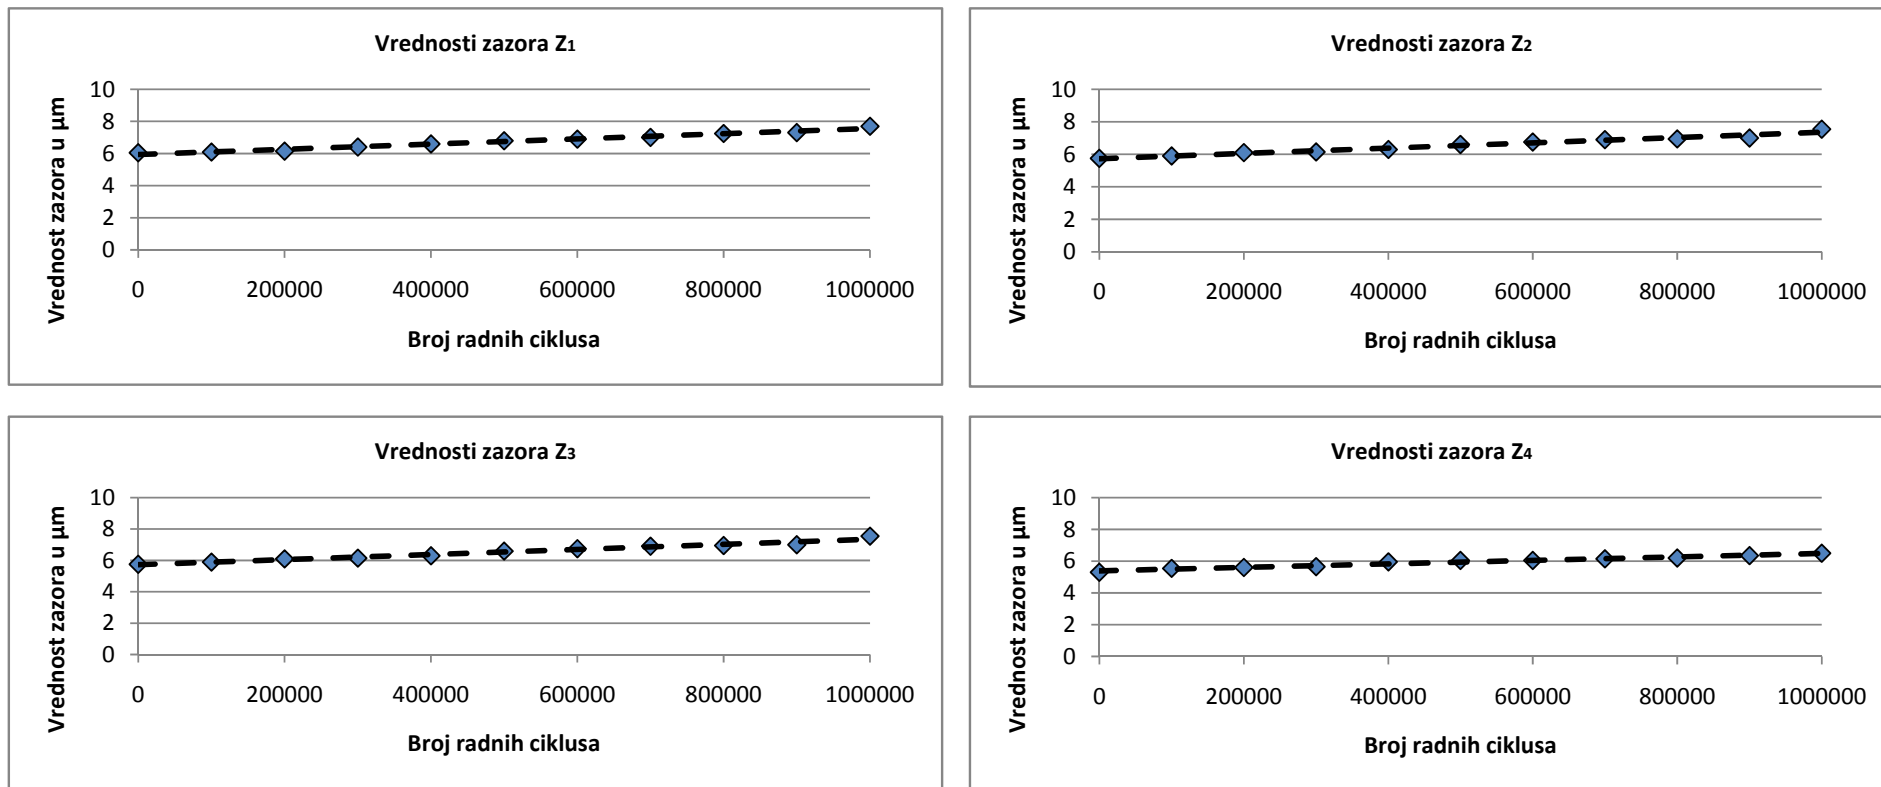 Vrednosti zazora Z1
Vrednost zazora u µm
10
8
6
4
2
0
0 200000 400000 600000 800000 1000000
Broj radnih ciklusa
Vrednosti zazora Z2
Vrednost zazora u µm
10
8
6
4
2
0
0 200000 400000 600000 800000 1000000
Broj radnih ciklusa
Vrednosti zazora Z3
Vrednost zazora u µm
10
8
6
4
2
0
0 200000 400000 600000 800000 1000000
Broj radnih ciklusa
Vrednosti zazora Z4
Vrednost zazora u µm
10
8
6
4
2
0
0 200000 400000 600000 800000 1000000
Broj radnih ciklusa